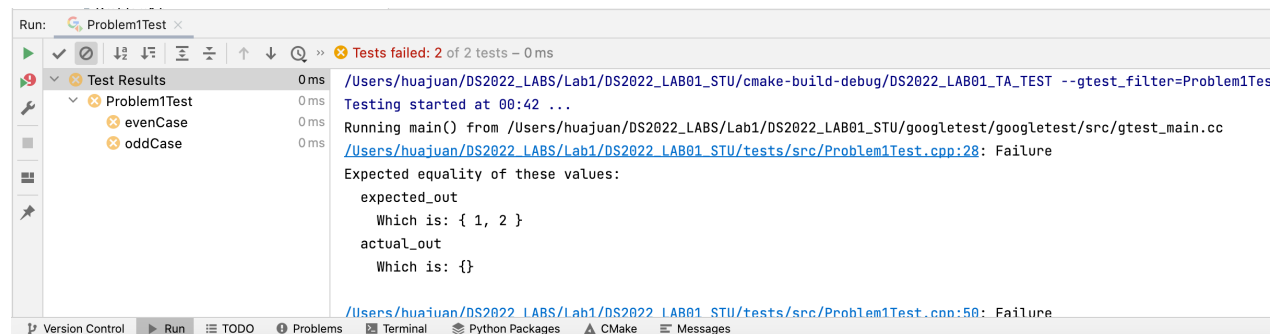 Run: Problem1Test
Tests failed: 2 of 2 tests – 0 ms
Test Results 0 ms
Problem1Test 0 ms
evenCase 0 ms
oddCase 0 ms
/Users/huajuan/DS2022_LABS/Lab1/DS2022_LAB01_STU/cmake-build-debug/DS2022_LAB01_TA_TEST --gtest_filter=Problem1Tes
Testing started at 00:42 ...
Running main() from /Users/huajuan/DS2022_LABS/Lab1/DS2022_LAB01_STU/googletest/googletest/src/gtest_main.cc
/Users/huajuan/DS2022_LABS/Lab1/DS2022_LAB01_STU/tests/src/Problem1Test.cpp:28: Failure
Expected equality of these values:
expected_out
Which is: { 1, 2 }
actual_out
Which is: {}
/Users/huajuan/DS2022_LABS/Lab1/DS2022_LAB01_STU/tests/src/Problem1Test.cpp:50: Failure
Version Control Run TODO Problems Terminal Python Packages CMake Messages